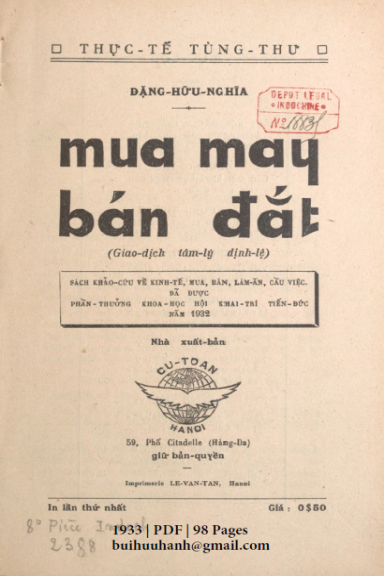 THỰC-TẾ TÙNG-THƯ
ĐẶNG-HỮU-NGHĨA
DEPOT LEGAL
INDOCHINE
Nº
mua may
bán đắt
(Giao-dịch tâm-lý định-lệ)
SÁCH KHẢO-CỨU VỀ KINH-TẾ, MUA, BÁN, LÀM-ĂN, CẦU VIỆC.
ĐÃ ĐƯỢC
PHẦN-THƯỞNG KHOA-HỌC HỘI KHAI-TRÍ TIẾN-ĐỨC
NĂM 1932
Nhà xuất-bản
CU-TOAN
HANOI
59, Phố Citadelle (Hàng-Da)
giữ bản-quyền
Imprimerie LE-VAN-TAN, Hanoi
In lần thứ nhất
Giá : 0$50
8º
1933 | PDF | 98 Pages
2388
buihuuhanh@gmail.com